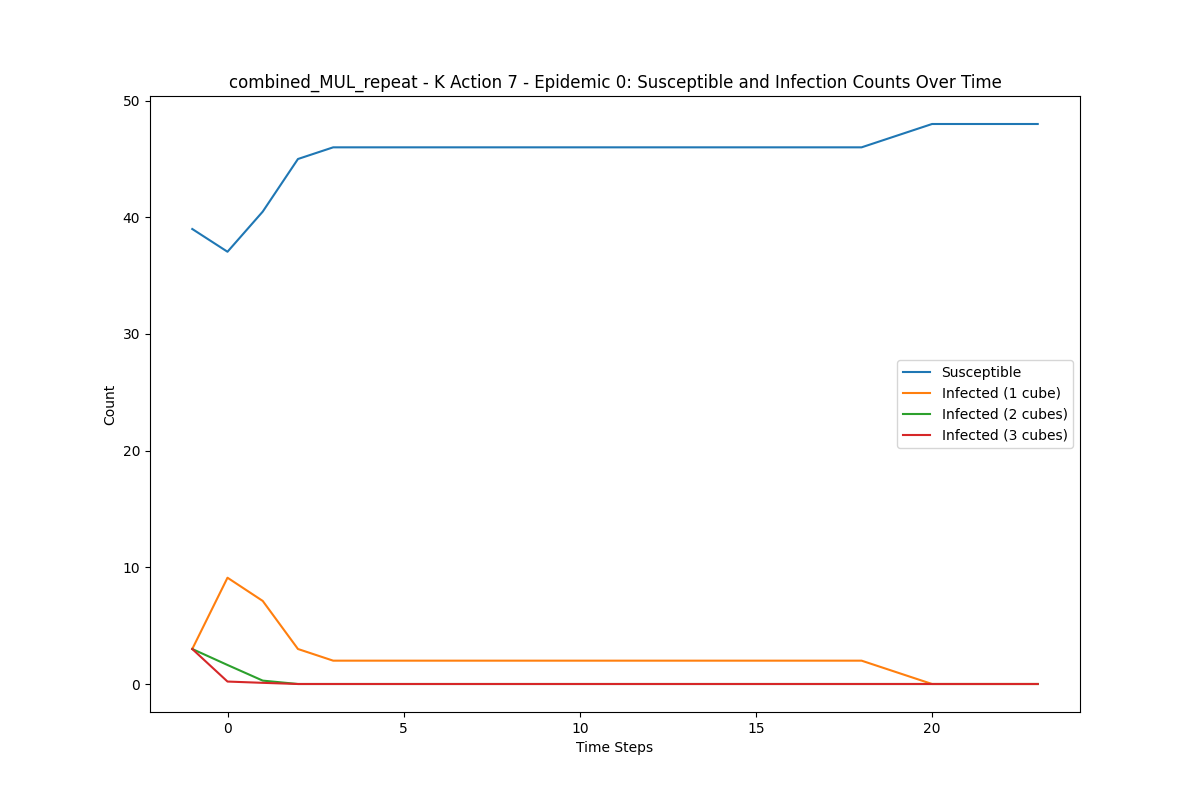 combined_MUL_repeat - K Action 7 - Epidemic 0: Susceptible and Infection Counts Over Time
50
40
30
20
10
0
Count
Susceptible
Infected (1 cube)
Infected (2 cubes)
Infected (3 cubes)
0 5 10 15 20
Time Steps